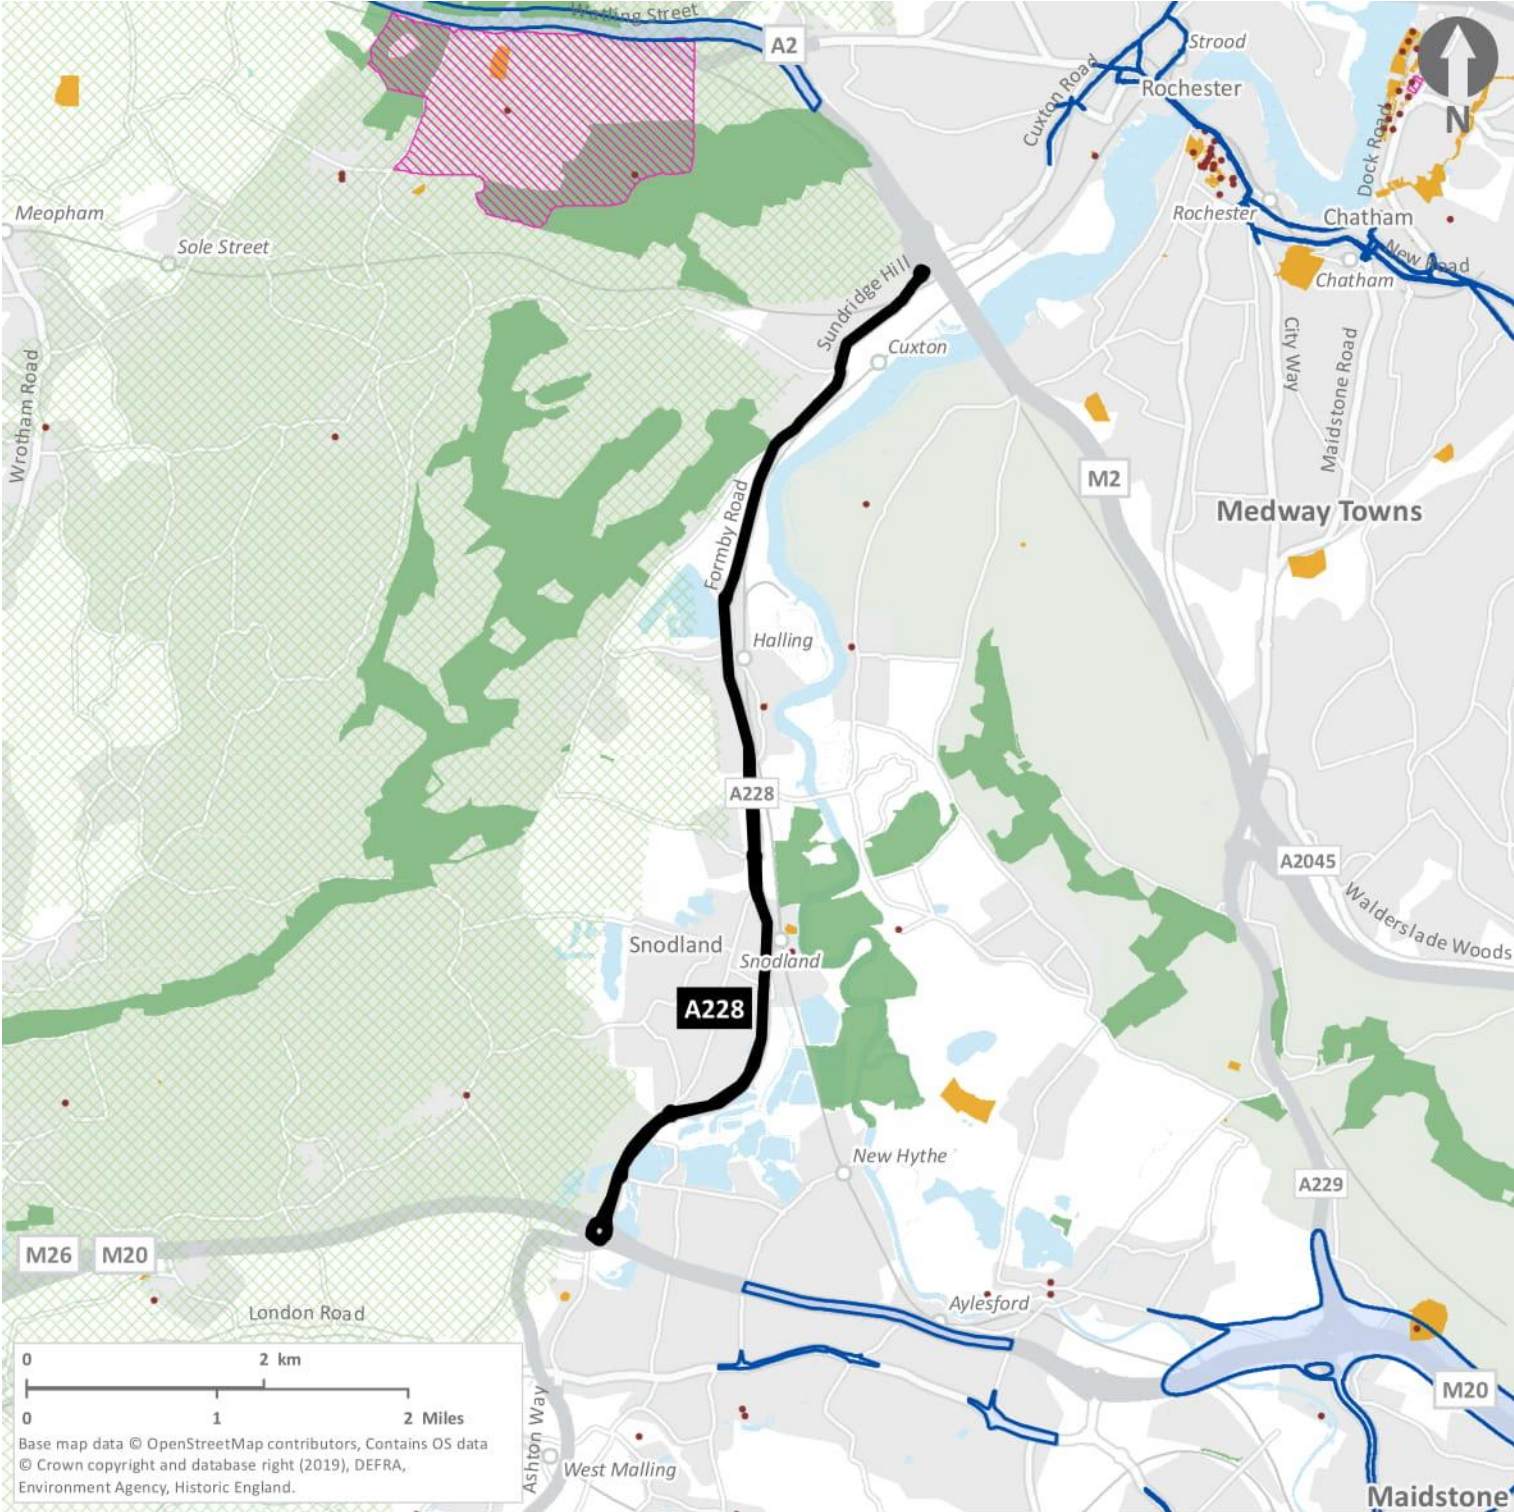 Watling Street
A2
Strood
Rochester
Cuxton Road
N
Dock Road
Meopham
Sole Street
Rochester
Chatham
New Road
Chatham
Sundridge Hill
Cuxton
City Way
Maidstone Road
Wrotham Road
M2
Medway Towns
Formby Road
Halling
A228
A2045
Walderslade Woods
Snodland
Snodland
A228
New Hythe
A229
M26
M20
London Road
Aylesford
M20
0 2 km
0 1 2 Miles
Base map data © OpenStreetMap contributors, Contains OS data
© Crown copyright and database right (2019), DEFRA,
Environment Agency, Historic England.
Ashton Way
West Malling
Maidstone